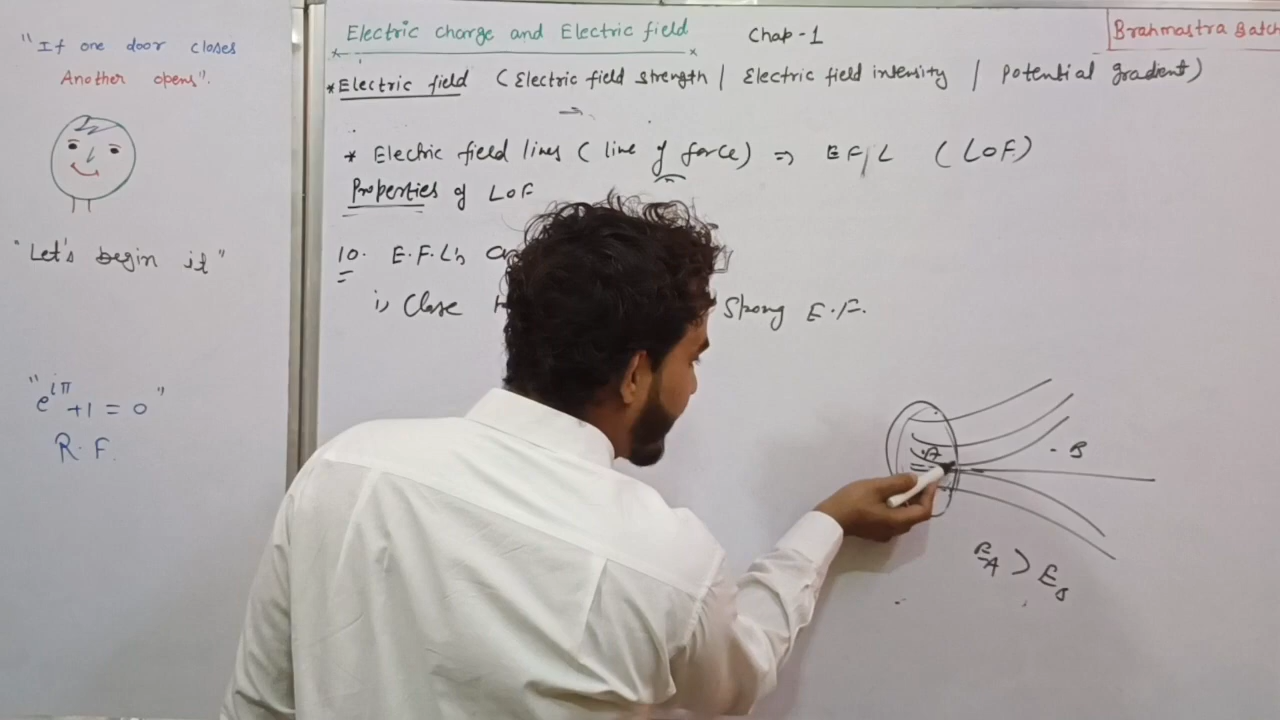 "If one door closes
Another opens".
"Let's begin it"
"e^iπ +1 = 0"
R. F.
Electric charge and Electric field
Chap-1
Brahmastra Batch
* Electric field (Electric field strength | Electric field intensity | Potential gradient)
* Electric field lines (line of force) ⇒ EF/L (LOF)
Properties of LOF
10. E.F.L's
i, Close Strong E.F.
.A
. B
E_A > E_B